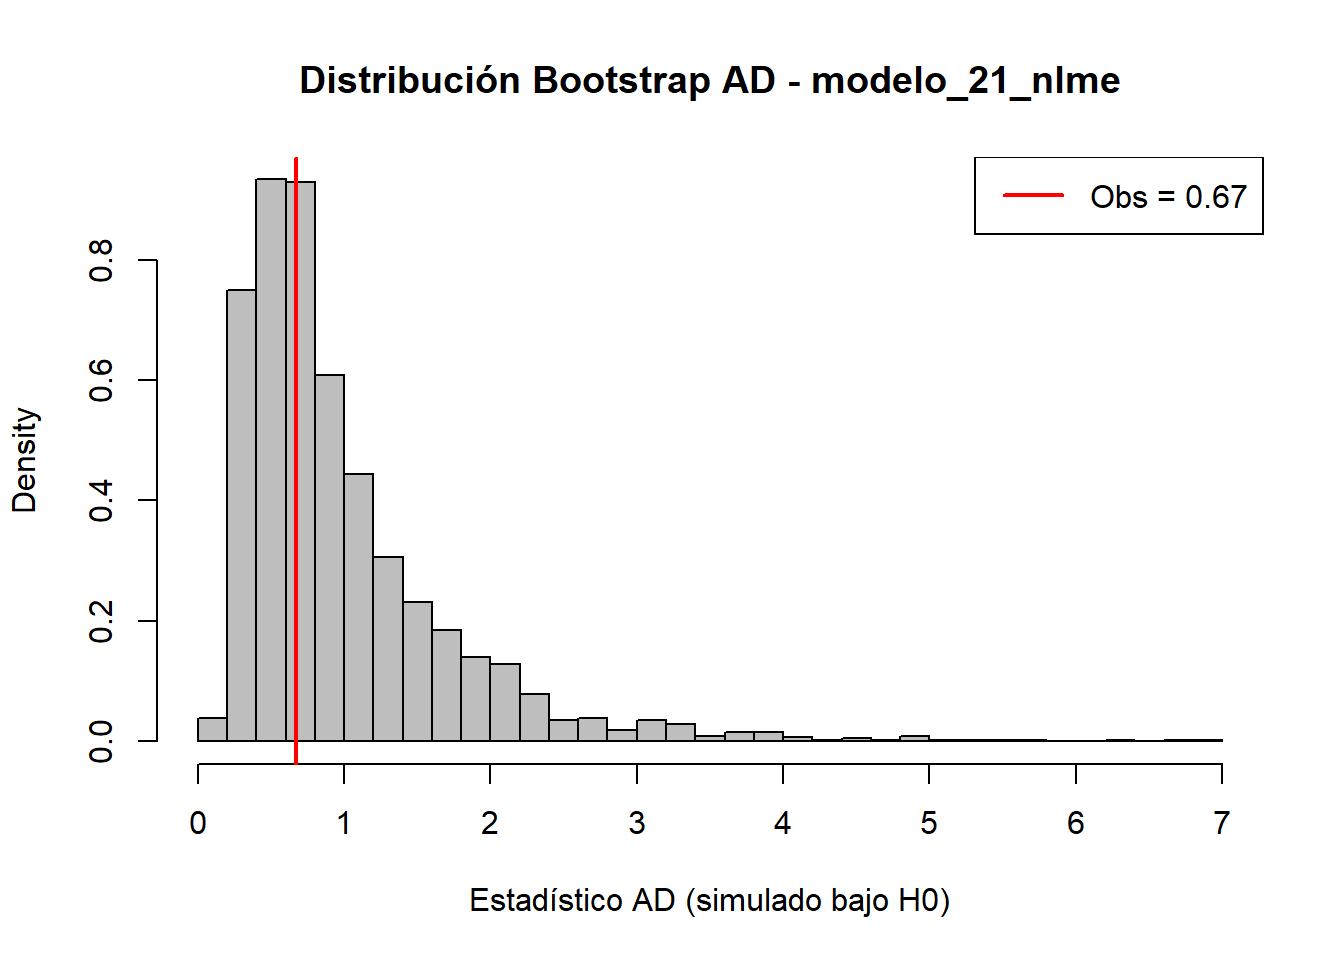 Distribución Bootstrap AD - modelo_21_nlme
Obs = 0.67
Density
0.0
0.2
0.4
0.6
0.8
0 1 2 3 4 5 6 7
Estadístico AD (simulado bajo H0)